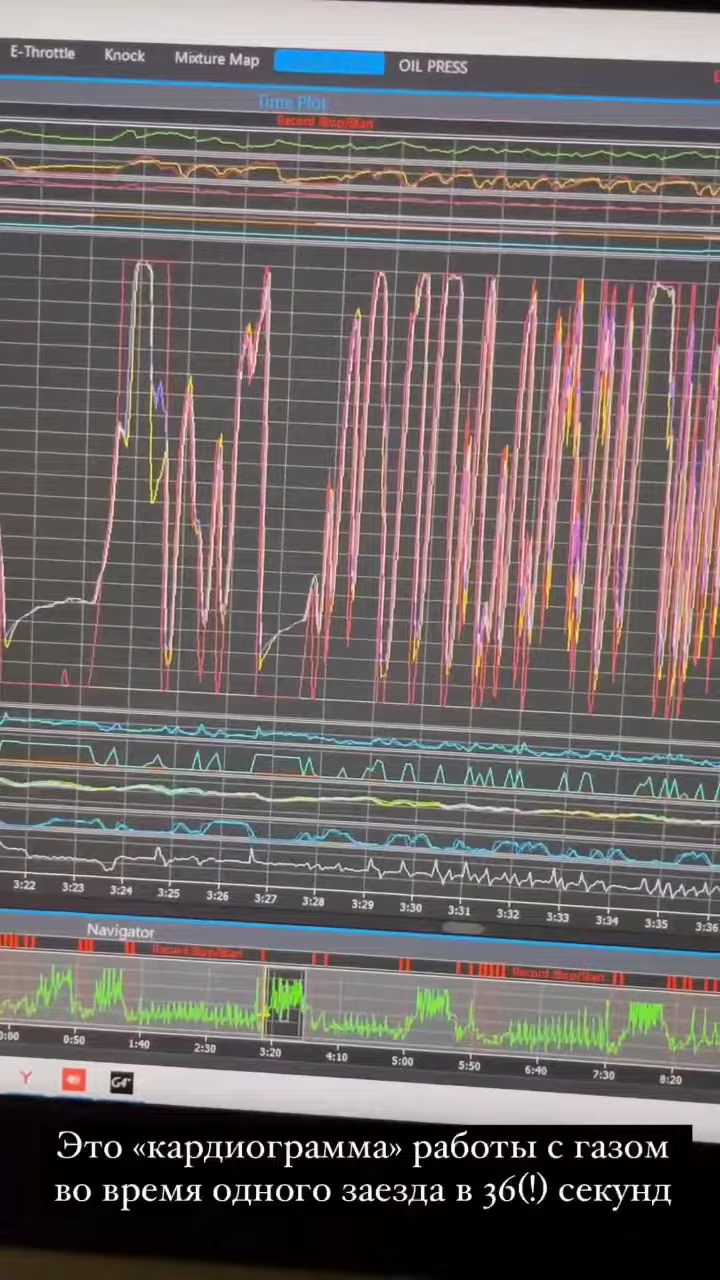 E-Throttle Knock Mixture Map OIL PRESS
Time Plot
Record Stop/Start
3:22 3:23 3:24 3:25 3:26 3:27 3:28 3:29 3:30 3:31 3:32 3:33 3:34 3:35 3:36
Navigator
Record Stop/Start Record Stop/Start
0:00 0:50 1:40 2:30 3:20 4:10 5:00 5:50 6:40 7:30 8:20
Y G4+
Это «кардиограмма» работы с газом
во время одного заезда в 36(!) секунд